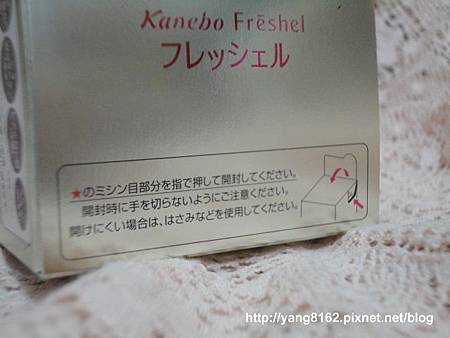 Kanebo Frēshel
フレッシェル
★のミシン目部分を指で押して開封してください。
開封時に手を切らないようにご注意ください。
開けにくい場合は、はさみなどを使用してください。
http://yang8162.pixnet.net/blog